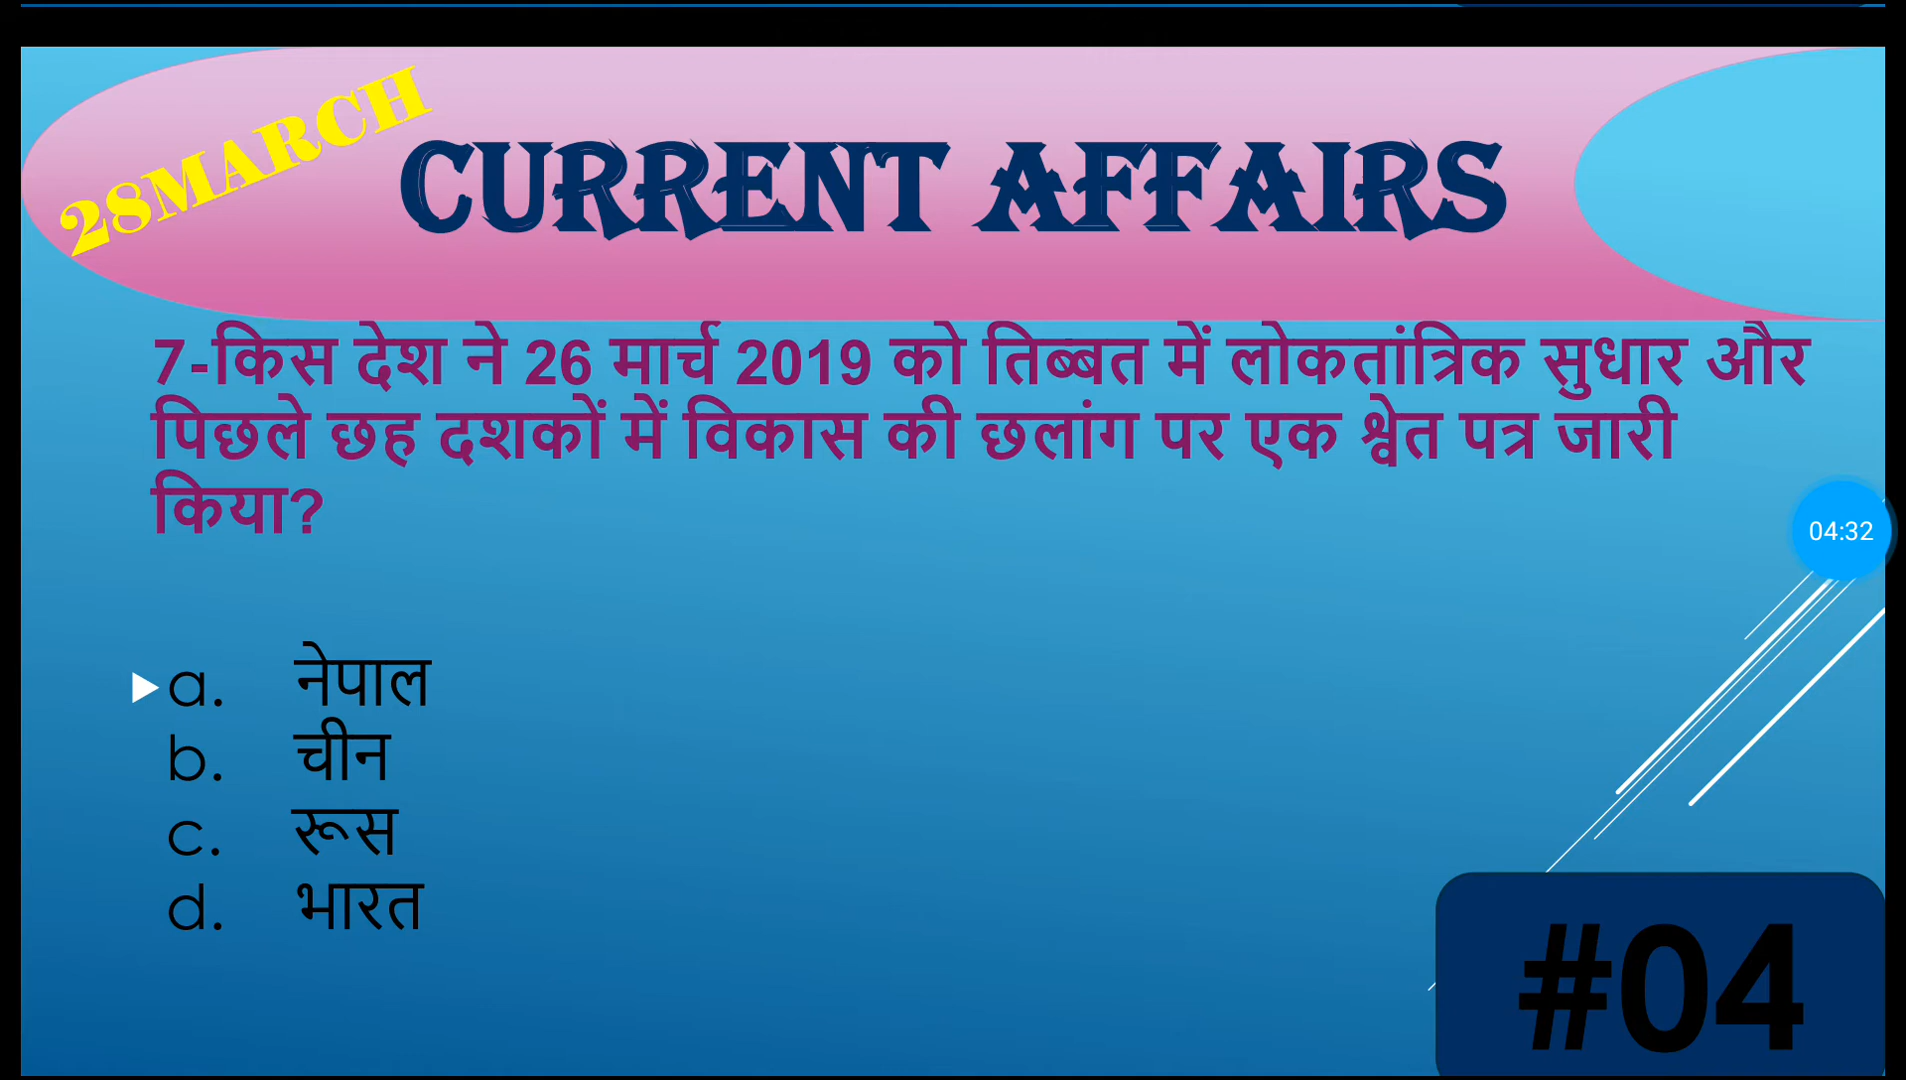 28MARCH
CURRENT AFFAIRS
7-किस देश ने 26 मार्च 2019 को तिब्बत में लोकतांत्रिक सुधार और
पिछले छह दशकों में विकास की छलांग पर एक श्वेत पत्र जारी
किया?
04:32
a. नेपाल
b. चीन
c. रूस
d. भारत
#04